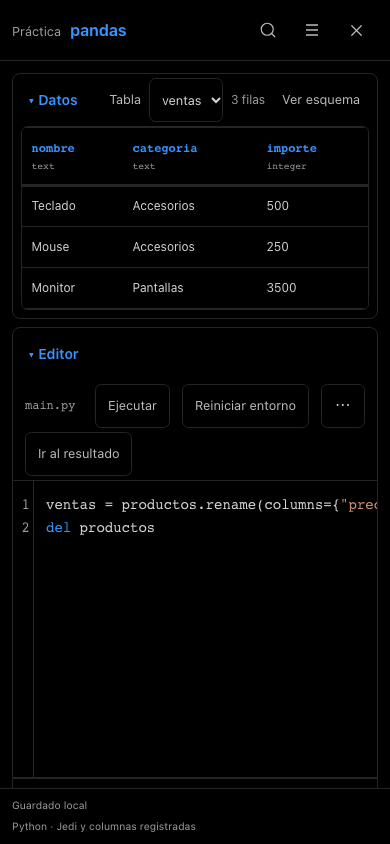 Práctica pandas
▾ Datos Tabla ventas 3 filas Ver esquema
nombre categoria importe
text text integer
Teclado Accesorios 500
Mouse Accesorios 250
Monitor Pantallas 3500
▾ Editor
main.py Ejecutar Reiniciar entorno ···
Ir al resultado
1 ventas = productos.rename(columns={"prec
2 del productos
Guardado local
Python · Jedi y columnas registradas